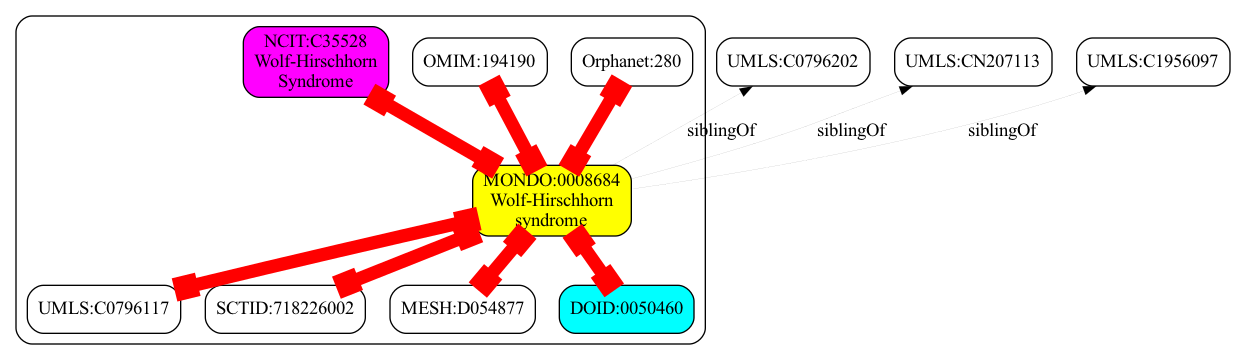 NCIT:C35528
Wolf-Hirschhorn
Syndrome
OMIM:194190
Orphanet:280
UMLS:C0796202
UMLS:CN207113
UMLS:C1956097
siblingOf
siblingOf
siblingOf
MONDO:0008684
Wolf-Hirschhorn
syndrome
UMLS:C0796117
SCTID:718226002
MESH:D054877
DOID:0050460